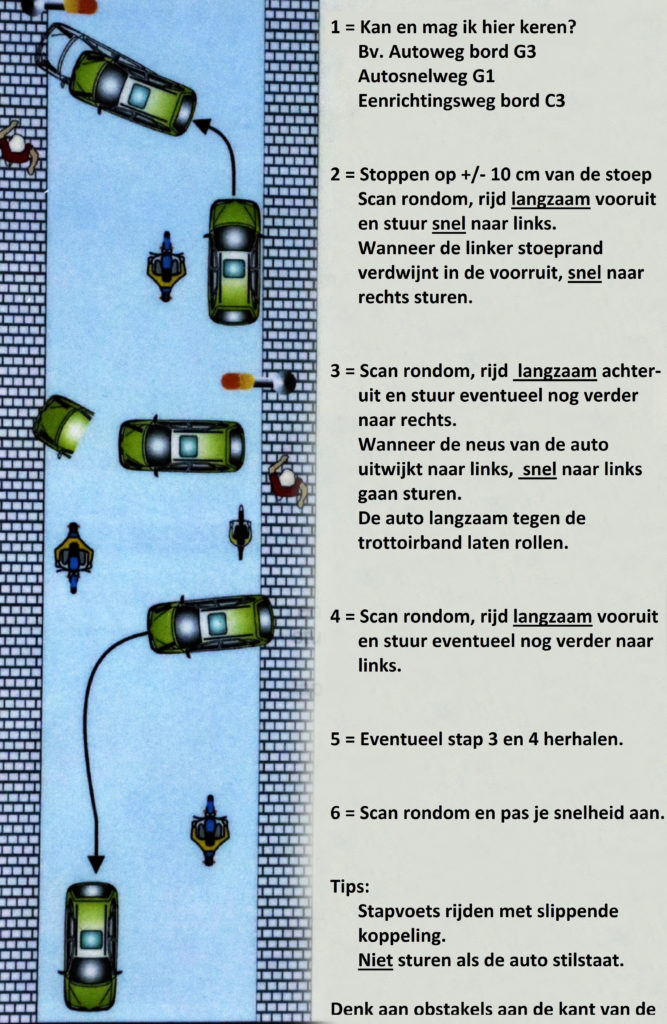 1 = Kan en mag ik hier keren?
Bv. Autoweg bord G3
Autosnelweg G1
Eenrichtingsweg bord C3
2 = Stoppen op +/- 10 cm van de stoep
Scan rondom, rijd langzaam vooruit
en stuur snel naar links.
Wanneer de linker stoeprand
verdwijnt in de voorruit, snel naar
rechts sturen.
3 = Scan rondom, rijd langzaam achter-
uit en stuur eventueel nog verder
naar rechts.
Wanneer de neus van de auto
uitwijkt naar links, snel naar links
gaan sturen.
De auto langzaam tegen de
trottoirband laten rollen.
4 = Scan rondom, rijd langzaam vooruit
en stuur eventueel nog verder naar
links.
5 = Eventueel stap 3 en 4 herhalen.
6 = Scan rondom en pas je snelheid aan.
Tips:
Stapvoets rijden met slippende
koppeling.
Niet sturen als de auto stilstaat.
Denk aan obstakels aan de kant van de